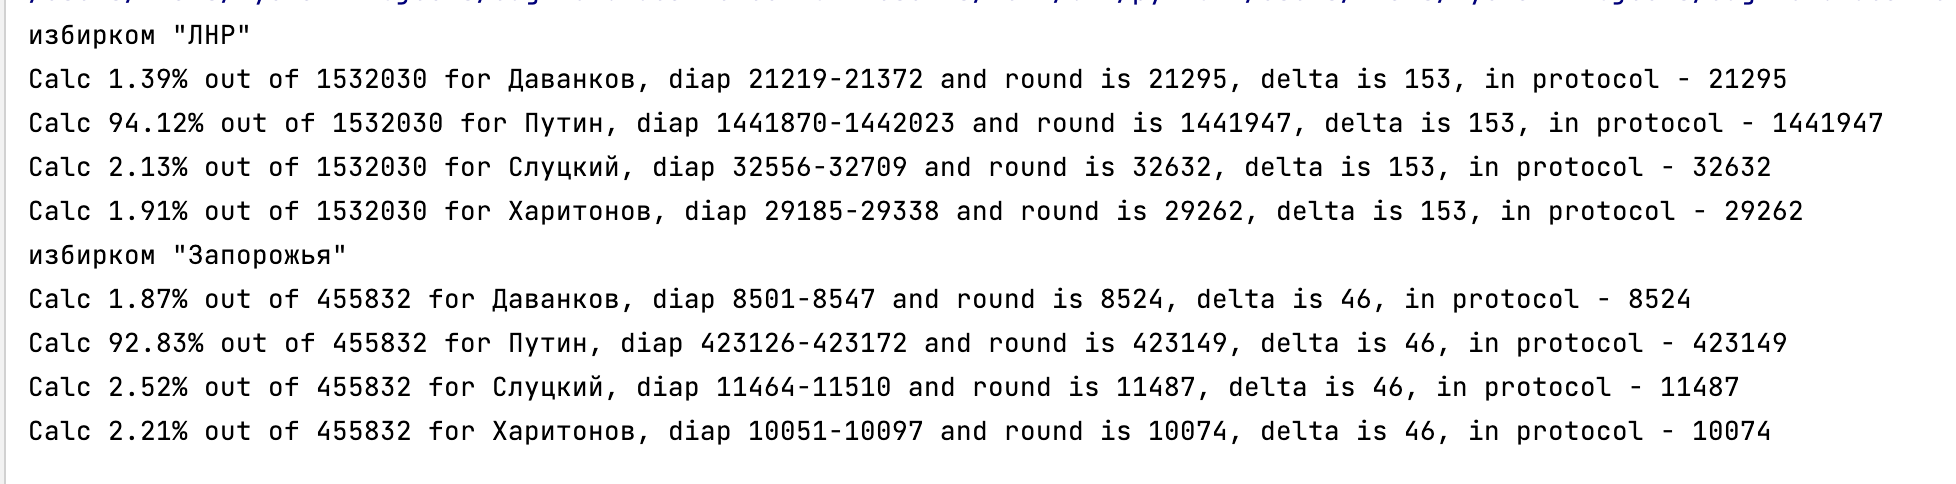 избирком "ЛНР"
Calc 1.39% out of 1532030 for Даванков, diap 21219-21372 and round is 21295, delta is 153, in protocol - 21295
Calc 94.12% out of 1532030 for Путин, diap 1441870-1442023 and round is 1441947, delta is 153, in protocol - 1441947
Calc 2.13% out of 1532030 for Слуцкий, diap 32556-32709 and round is 32632, delta is 153, in protocol - 32632
Calc 1.91% out of 1532030 for Харитонов, diap 29185-29338 and round is 29262, delta is 153, in protocol - 29262
избирком "Запорожья"
Calc 1.87% out of 455832 for Даванков, diap 8501-8547 and round is 8524, delta is 46, in protocol - 8524
Calc 92.83% out of 455832 for Путин, diap 423126-423172 and round is 423149, delta is 46, in protocol - 423149
Calc 2.52% out of 455832 for Слуцкий, diap 11464-11510 and round is 11487, delta is 46, in protocol - 11487
Calc 2.21% out of 455832 for Харитонов, diap 10051-10097 and round is 10074, delta is 46, in protocol - 10074